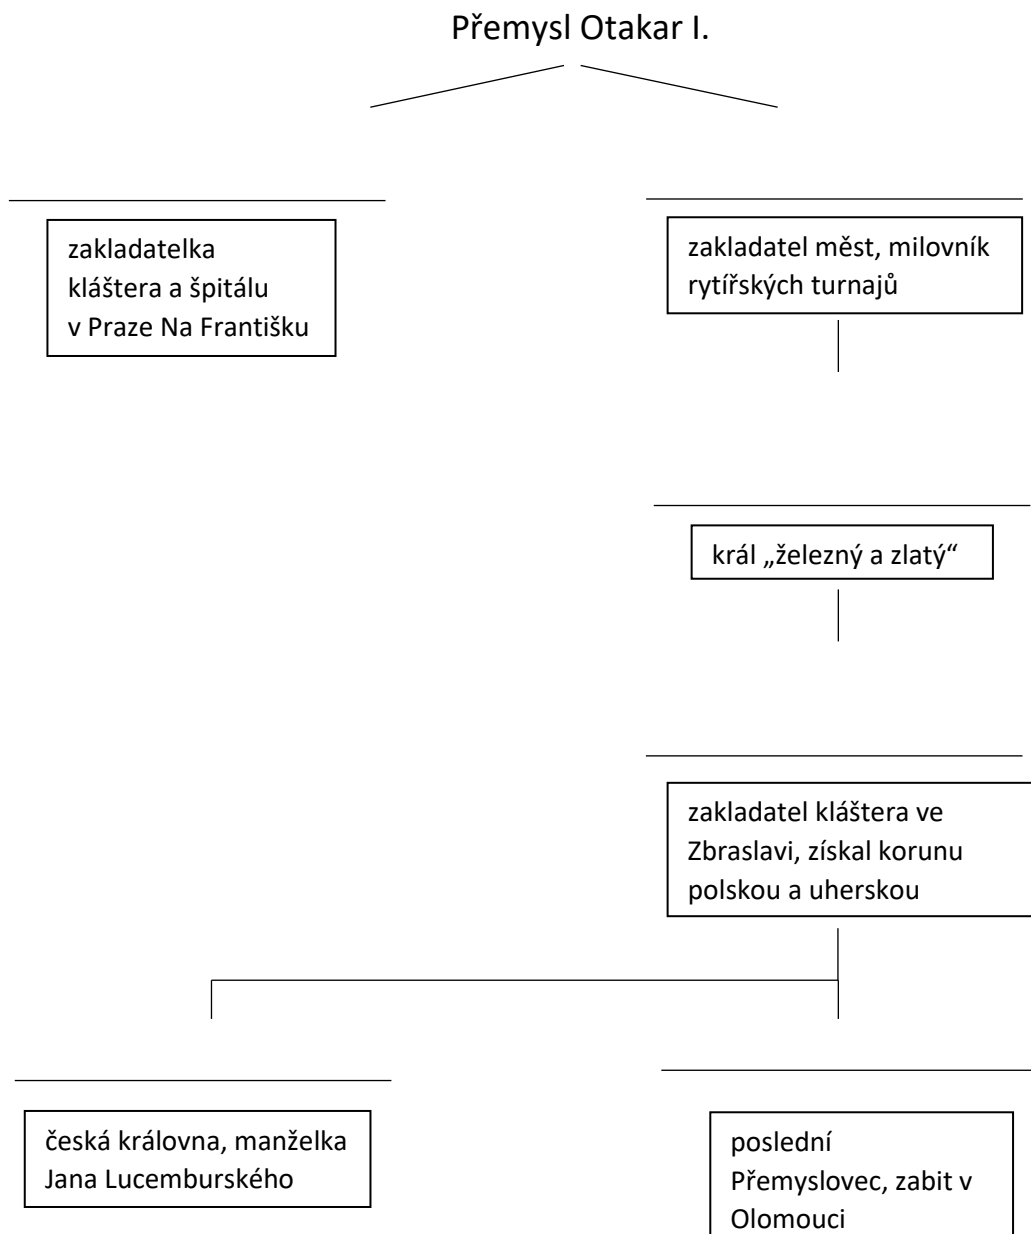 Přemysl Otakar I.
zakladatelka
kláštera a špitálu
v Praze Na Františku
zakladatel měst, milovník
rytířských turnajů
král „železný a zlatý“
zakladatel kláštera ve
Zbraslavi, získal korunu
polskou a uherskou
česká královna, manželka
Jana Lucemburského
poslední
Přemyslovec, zabit v
Olomouci